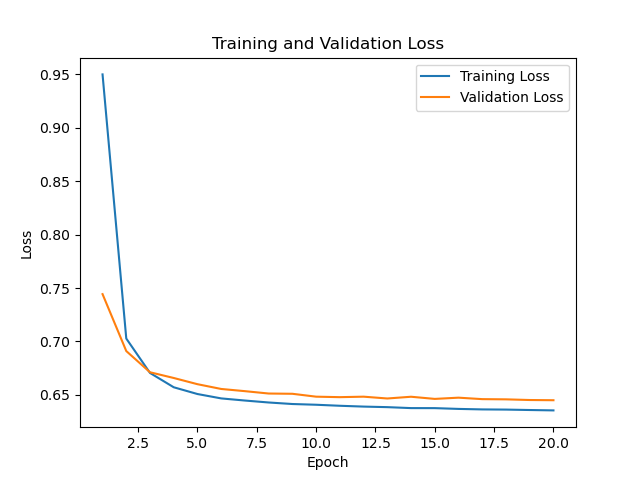 Training and Validation Loss
Training Loss
Validation Loss
0.95
0.90
0.85
0.80
0.75
0.70
0.65
Loss
2.5 5.0 7.5 10.0 12.5 15.0 17.5 20.0
Epoch